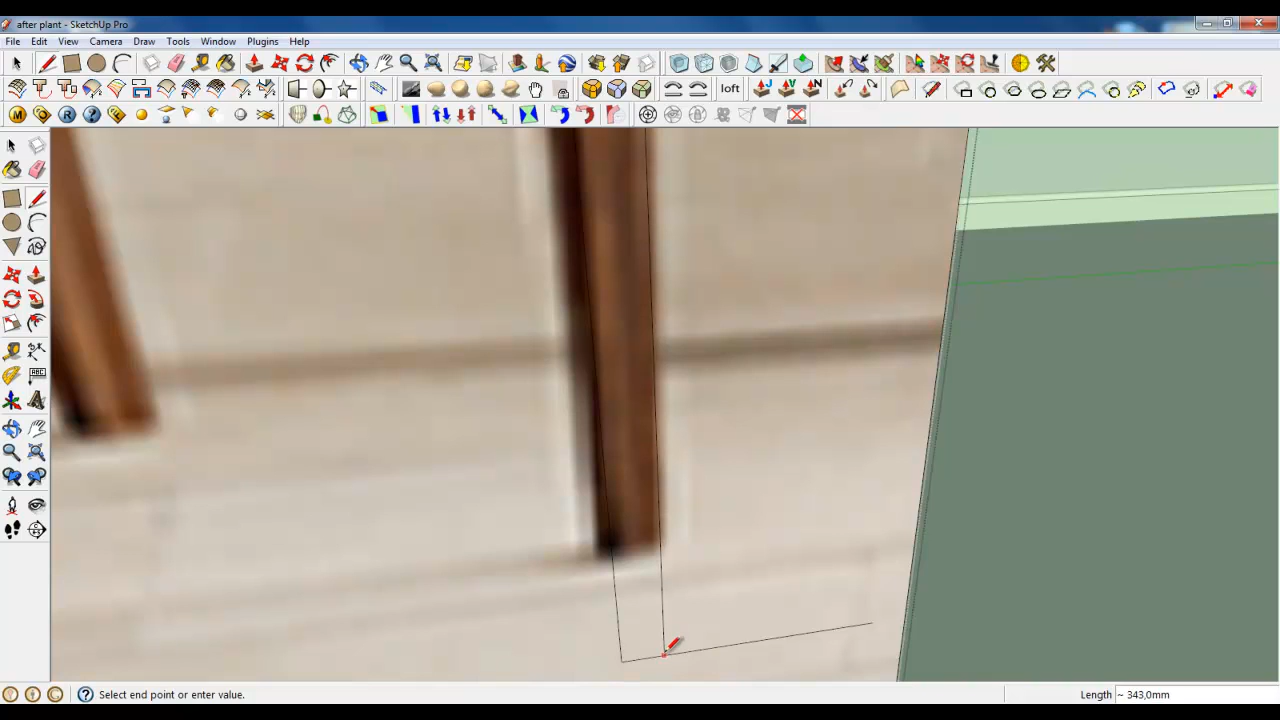 after plant - SketchUp Pro
File Edit View Camera Draw Tools Window Plugins Help
loft
M Q R ?
ABC
Select end point or enter value.
Length ~ 343,0mm